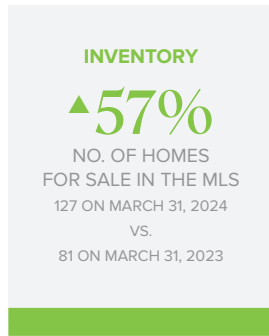 INVENTORY
▲57%
NO. OF HOMES
FOR SALE IN THE MLS
127 ON MARCH 31, 2024
VS.
81 ON MARCH 31, 2023